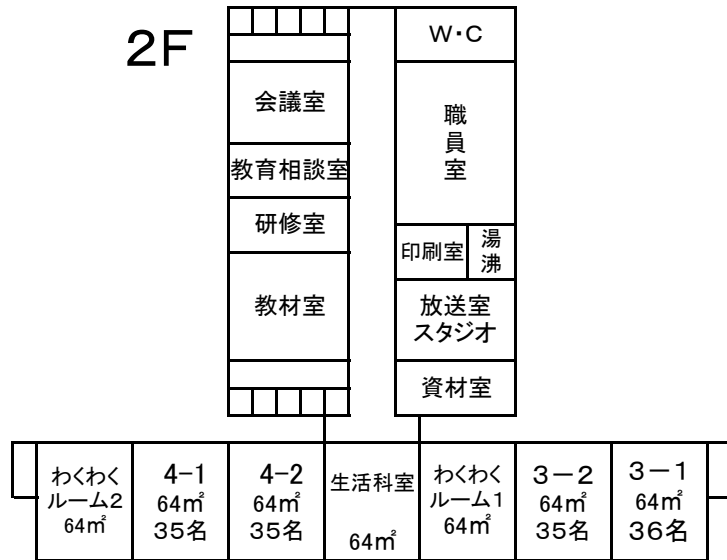 2F
W・C
会議室
職
員
室
教育相談室
研修室
印刷室
湯
沸
教材室
放送室
スタジオ
資材室
わくわく
ルーム2
64㎡
4-1
64㎡
35名
4-2
64㎡
35名
生活科室
64㎡
わくわく
ルーム1
64㎡
3－2
64㎡
35名
3－1
64㎡
36名